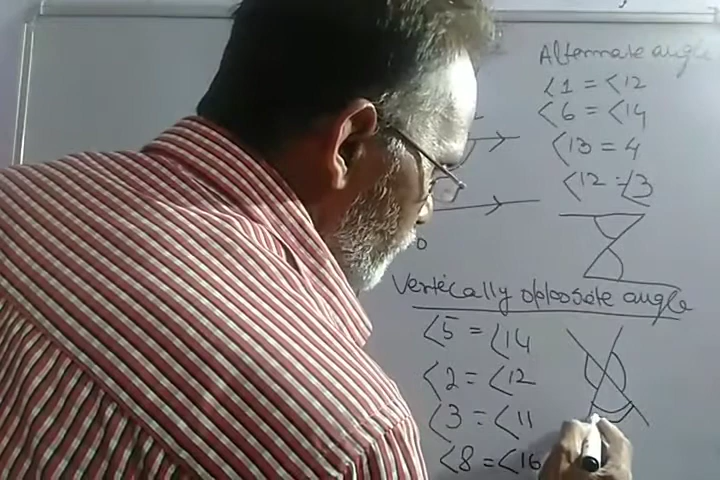 Alternate angle
<1 = <12
<6 = <14
<13 = 4
<12 = <3
Vertically opposate angle
<5 = <14
<2 = <12
<3 = <11
<8 = <16